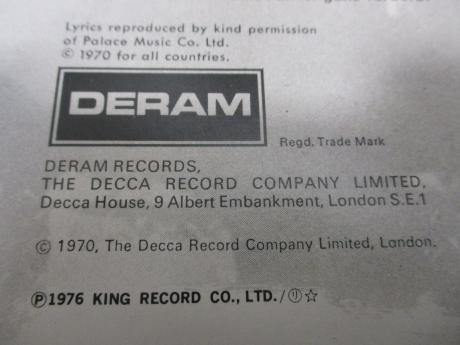 Lyrics reproduced by kind permission
of Palace Music Co. Ltd.
© 1970 for all countries.
DERAM
Regd. Trade Mark
DERAM RECORDS,
THE DECCA RECORD COMPANY LIMITED,
Decca House, 9 Albert Embankment, London S.E.1
© 1970, The Decca Record Company Limited, London.
Ⓟ1976 KING RECORD CO., LTD./㋷☆